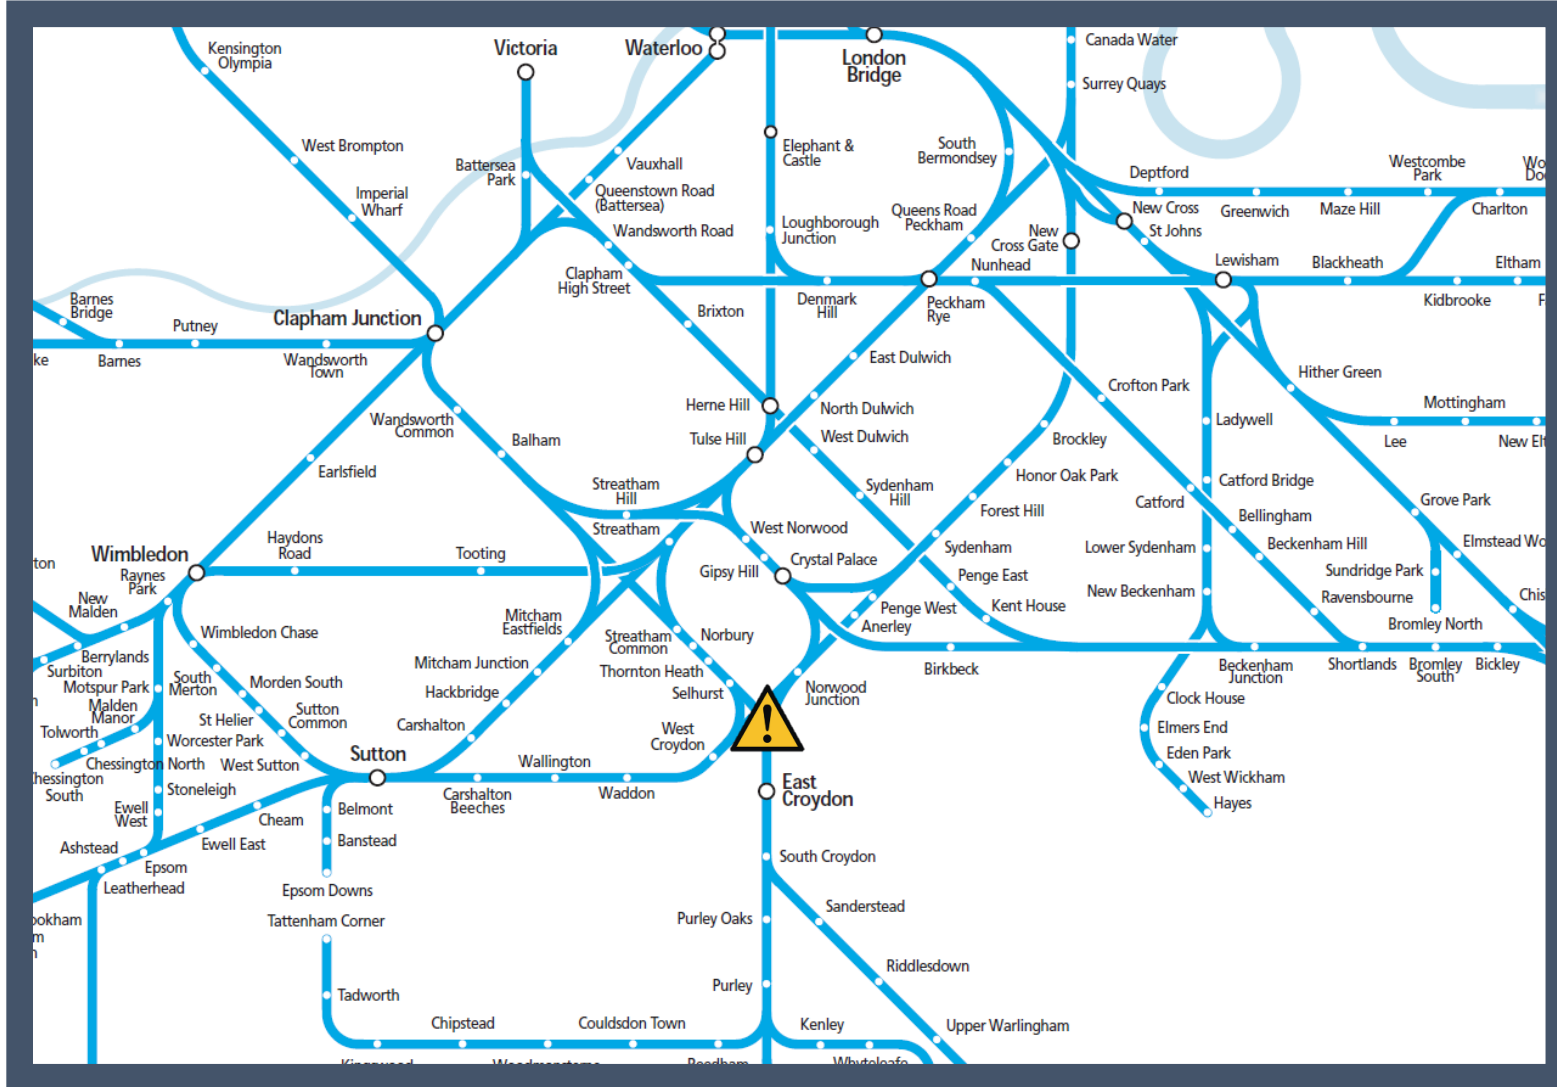 Kensington
Olympia
Victoria
Waterloo
London
Bridge
Canada Water
Surrey Quays
West Brompton
Battersea
Park
Vauxhall
Elephant &
Castle
South
Bermondsey
Deptford
Westcombe
Park
Imperial
Wharf
Queenstown Road
(Battersea)
Wandsworth Road
Loughborough
Junction
Queens Road
Peckham
New
Cross Gate
New Cross
St Johns
Greenwich
Maze Hill
Charlton
Clapham
High Street
Nunhead
Lewisham
Blackheath
Eltham
Barnes
Bridge
Putney
Clapham Junction
Brixton
Denmark
Hill
Peckham
Rye
Kidbrooke
Barnes
Wandsworth
Town
East Dulwich
Hither Green
Wandsworth
Common
Herne Hill
North Dulwich
Crofton Park
Mottingham
Balham
Tulse Hill
West Dulwich
Brockley
Ladywell
Lee
Earlsfield
Streatham
Hill
Sydenham
Hill
Honor Oak Park
Catford
Catford Bridge
Grove Park
Forest Hill
Bellingham
Wimbledon
Haydons
Road
Tooting
Streatham
West Norwood
Crystal Palace
Gipsy Hill
Sydenham
Lower Sydenham
Beckenham Hill
Raynes
Park
Penge East
New Beckenham
Sundridge Park
Ravensbourne
New
Malden
Mitcham
Eastfields
Penge West
Kent House
Bromley North
Wimbledon Chase
Streatham
Common
Norbury
Anerley
Berrylands
Surbiton
Mitcham Junction
Thornton Heath
Birkbeck
Beckenham
Junction
Shortlands
Bromley
South
Bickley
Motspur Park
South
Merton
Morden South
Hackbridge
Selhurst
Norwood
Junction
Clock House
Malden
Manor
St Helier
Sutton
Common
Carshalton
West
Croydon
Elmers End
Tolworth
Worcester Park
Eden Park
Chessington North
West Sutton
Sutton
Wallington
West Wickham
South
Stoneleigh
Carshalton
Beeches
Waddon
East
Croydon
Hayes
Ewell
West
Belmont
Cheam
Ashstead
Ewell East
Banstead
South Croydon
Epsom
Leatherhead
Epsom Downs
Sanderstead
Tattenham Corner
Purley Oaks
Riddlesdown
Tadworth
Purley
Chipstead
Couldsdon Town
Kenley
Upper Warlingham